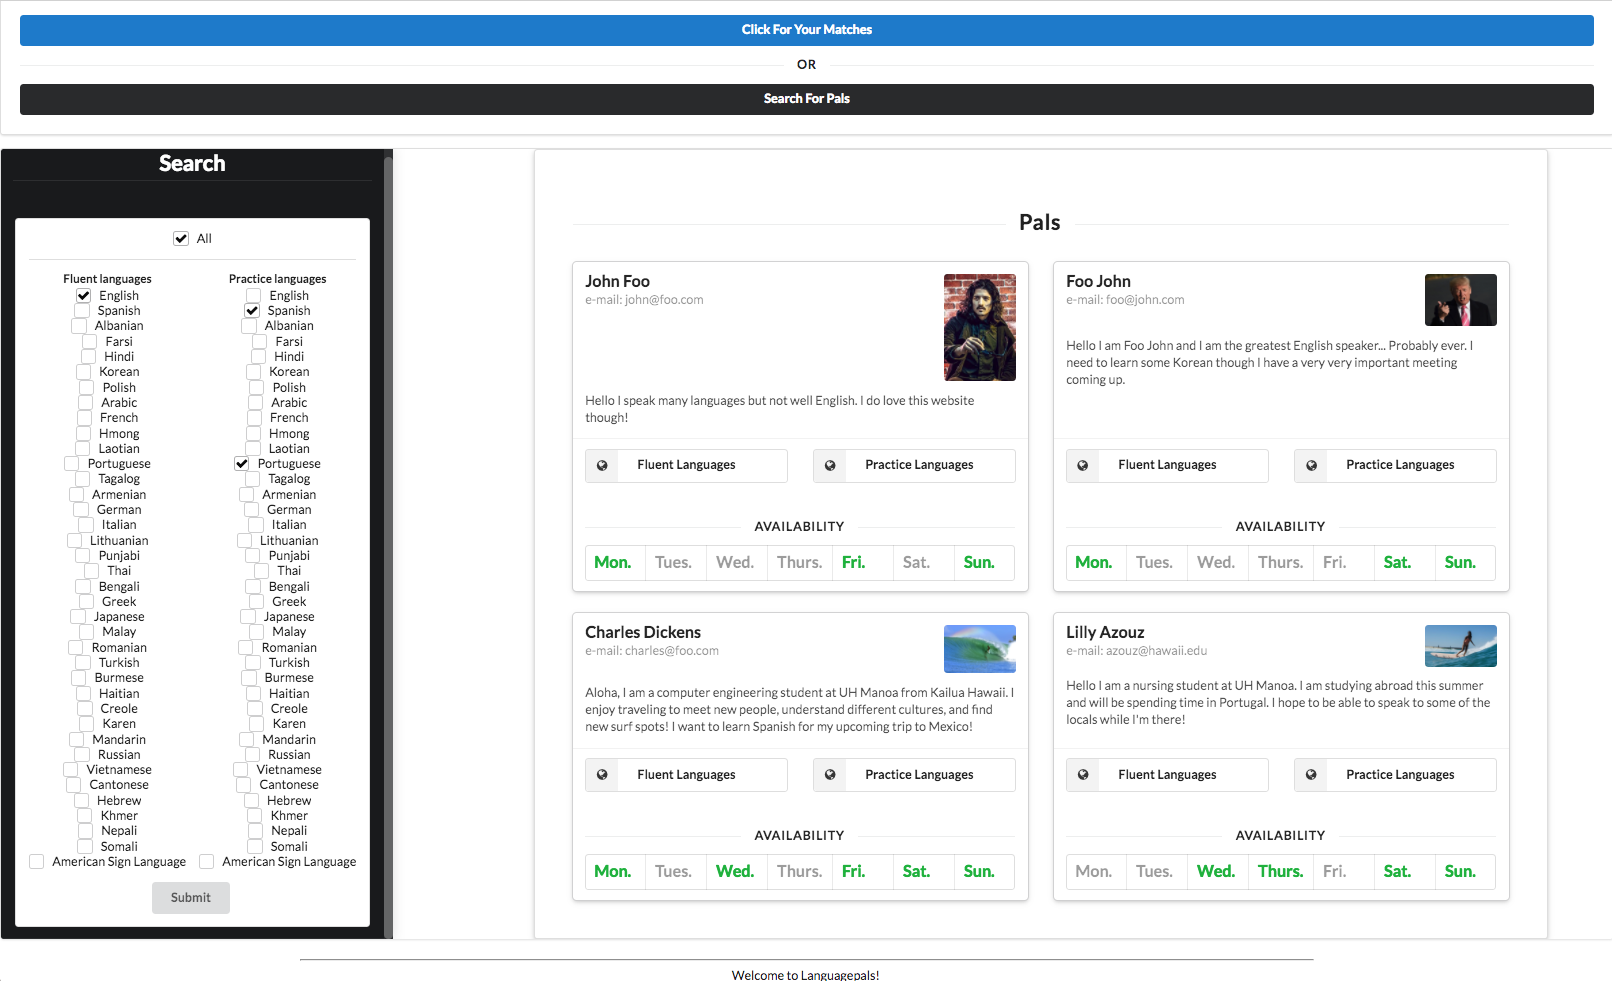 Click For Your Matches
OR
Search For Pals
Search
All
Fluent languages
English
Spanish
Albanian
Farsi
Hindi
Korean
Polish
Arabic
French
Hmong
Laotian
Portuguese
Tagalog
Armenian
German
Italian
Lithuanian
Punjabi
Thai
Bengali
Greek
Japanese
Malay
Romanian
Turkish
Burmese
Haitian
Creole
Karen
Mandarin
Russian
Vietnamese
Cantonese
Hebrew
Khmer
Nepali
Somali
American Sign Language
Practice languages
English
Spanish
Albanian
Farsi
Hindi
Korean
Polish
Arabic
French
Hmong
Laotian
Portuguese
Tagalog
Armenian
German
Italian
Lithuanian
Punjabi
Thai
Bengali
Greek
Japanese
Malay
Romanian
Turkish
Burmese
Haitian
Creole
Karen
Mandarin
Russian
Vietnamese
Cantonese
Hebrew
Khmer
Nepali
Somali
American Sign Language
Submit
Pals
John Foo
e-mail: john@foo.com
Hello I speak many languages but not well English. I do love this website
though!
Fluent Languages Practice Languages
AVAILABILITY
Mon. Tues. Wed. Thurs. Fri. Sat. Sun.
Foo John
e-mail: foo@john.com
Hello I am Foo John and I am the greatest English speaker... Probably ever. I
need to learn some Korean though I have a very very important meeting
coming up.
Fluent Languages Practice Languages
AVAILABILITY
Mon. Tues. Wed. Thurs. Fri. Sat. Sun.
Charles Dickens
e-mail: charles@foo.com
Aloha, I am a computer engineering student at UH Manoa from Kailua Hawaii. I
enjoy traveling to meet new people, understand different cultures, and find
new surf spots! I want to learn Spanish for my upcoming trip to Mexico!
Fluent Languages Practice Languages
AVAILABILITY
Mon. Tues. Wed. Thurs. Fri. Sat. Sun.
Lilly Azouz
e-mail: azouz@hawaii.edu
Hello I am a nursing student at UH Manoa. I am studying abroad this summer
and will be spending time in Portugal. I hope to be able to speak to some of the
locals while I'm there!
Fluent Languages Practice Languages
AVAILABILITY
Mon. Tues. Wed. Thurs. Fri. Sat. Sun.
Welcome to Languagepals!